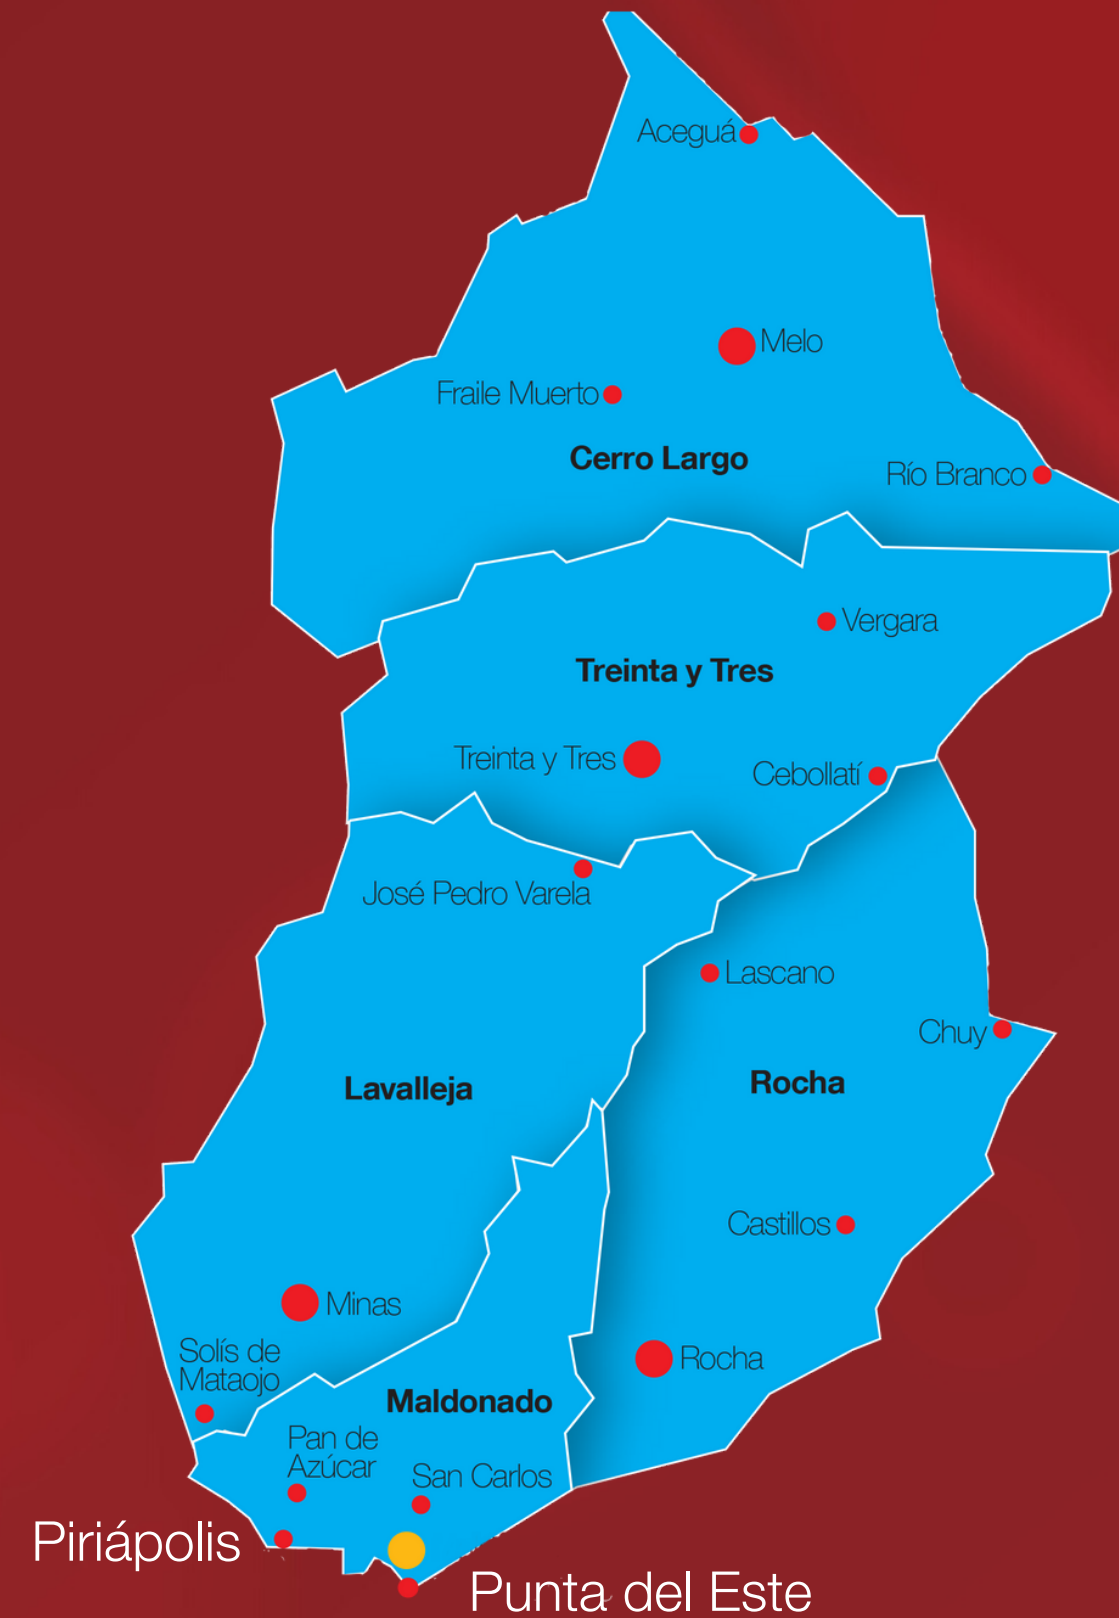 Aceguá
Melo
Fraile Muerto
Cerro Largo
Río Branco
Vergara
Treinta y Tres
Treinta y Tres
Cebollatí
José Pedro Varela
Lascano
Chuy
Lavalleja
Rocha
Castillos
Minas
Solís de
Mataojo
Rocha
Maldonado
Pan de
Azúcar
San Carlos
Piriápolis
Punta del Este